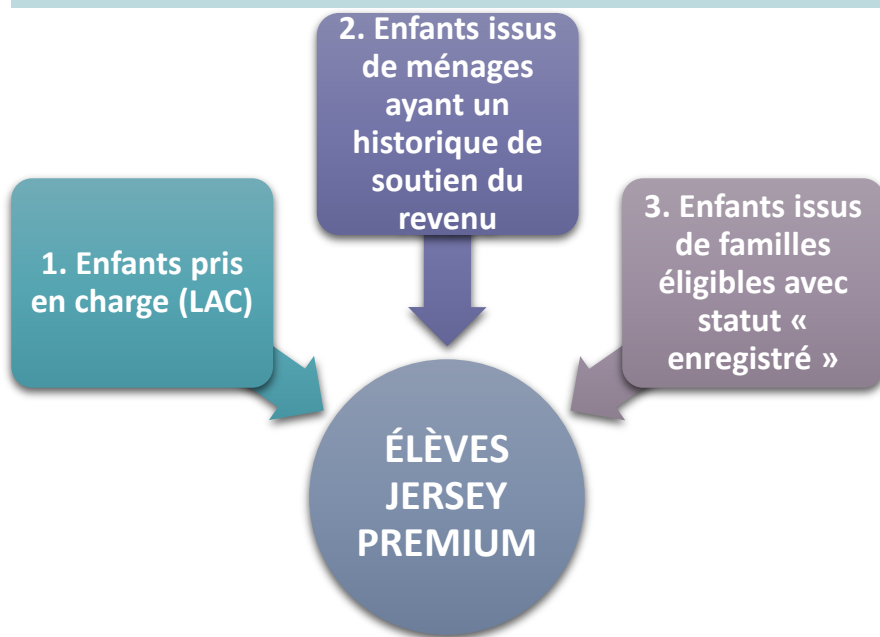 2. Enfants issus
de ménages
ayant un
historique de
soutien du
revenu
1. Enfants pris
en charge (LAC)
3. Enfants issus
de familles
éligibles avec
statut «
enregistré »
ÉLÈVES
JERSEY
PREMIUM